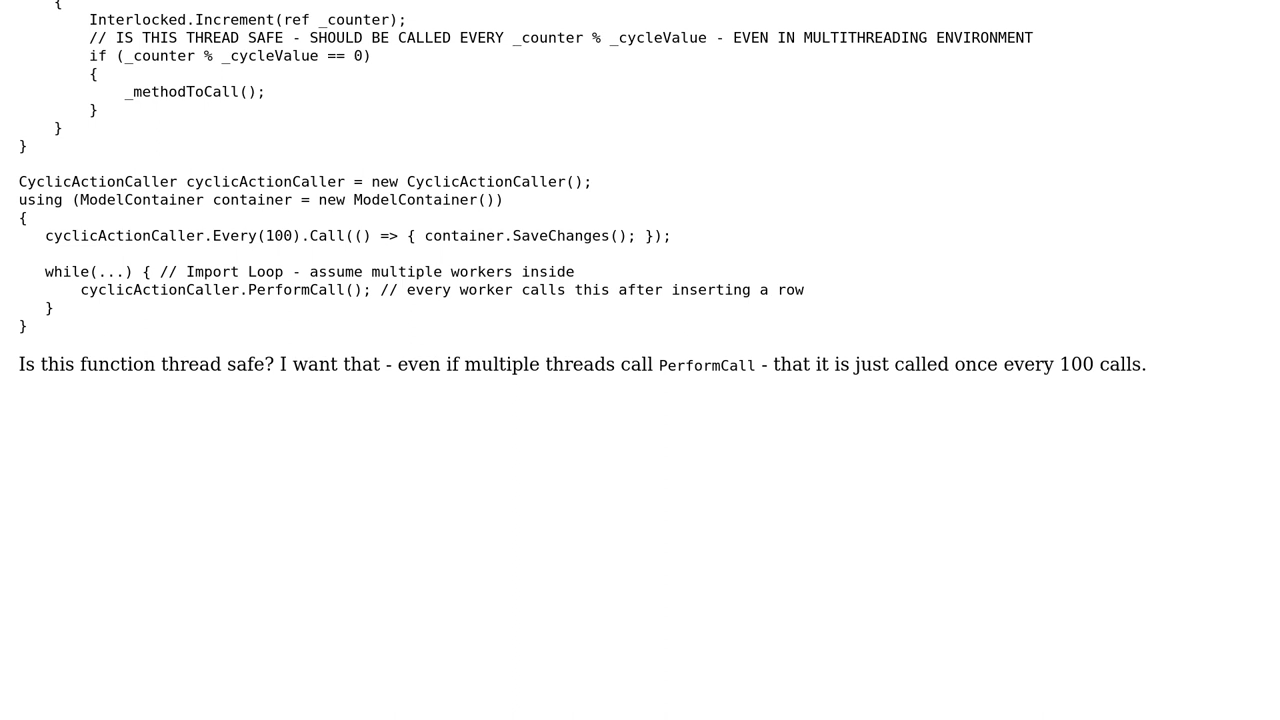 {
Interlocked.Increment(ref _counter);
// IS THIS THREAD SAFE - SHOULD BE CALLED EVERY _counter % _cycleValue - EVEN IN MULTITHREADING ENVIRONMENT
if (_counter % _cycleValue == 0)
{
_methodToCall();
}
}
}
CyclicActionCaller cyclicActionCaller = new CyclicActionCaller();
using (ModelContainer container = new ModelContainer())
{
cyclicActionCaller.Every(100).Call(() => { container.SaveChanges(); });
while(...) { // Import Loop - assume multiple workers inside
cyclicActionCaller.PerformCall(); // every worker calls this after inserting a row
}
}
Is this function thread safe? I want that - even if multiple threads call PerformCall - that it is just called once every 100 calls.